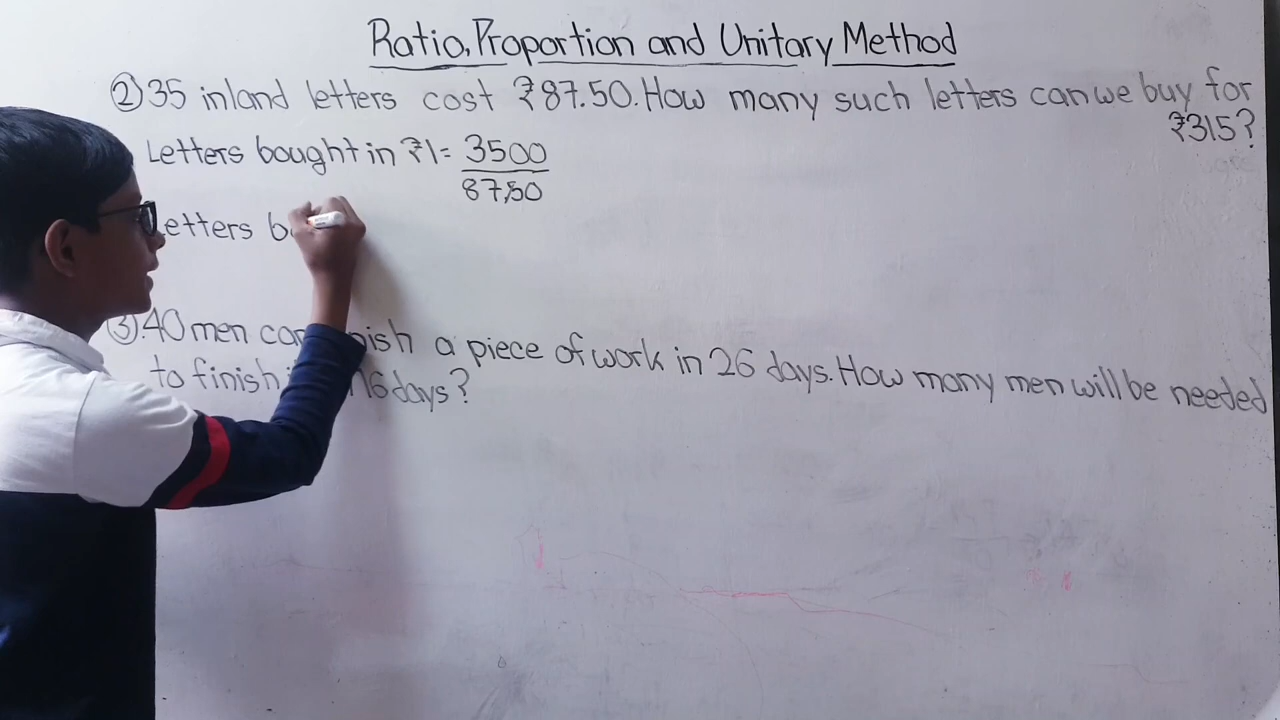 Ratio, Proportion and Unitary Method
② 35 inland letters cost ₹87.50. How many such letters can we buy for
₹315?
Letters bought in ₹1 = 3500
87,50
etters b
③. 40 men can nish a piece of work in 26 days. How many men will be needed
to finish 16 days?